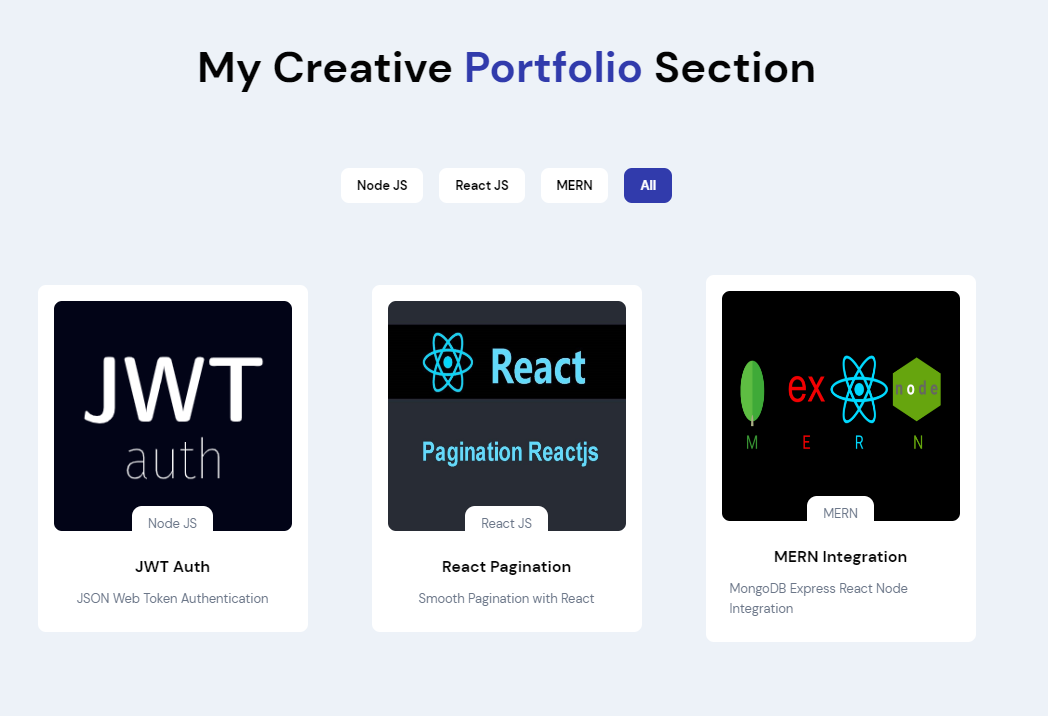 My Creative Portfolio Section
Node JS
React JS
MERN
All
JWT
auth
Node JS
JWT Auth
JSON Web Token Authentication
React
Pagination Reactjs
React JS
React Pagination
Smooth Pagination with React
ex
node
M E R N
MERN
MERN Integration
MongoDB Express React Node
Integration